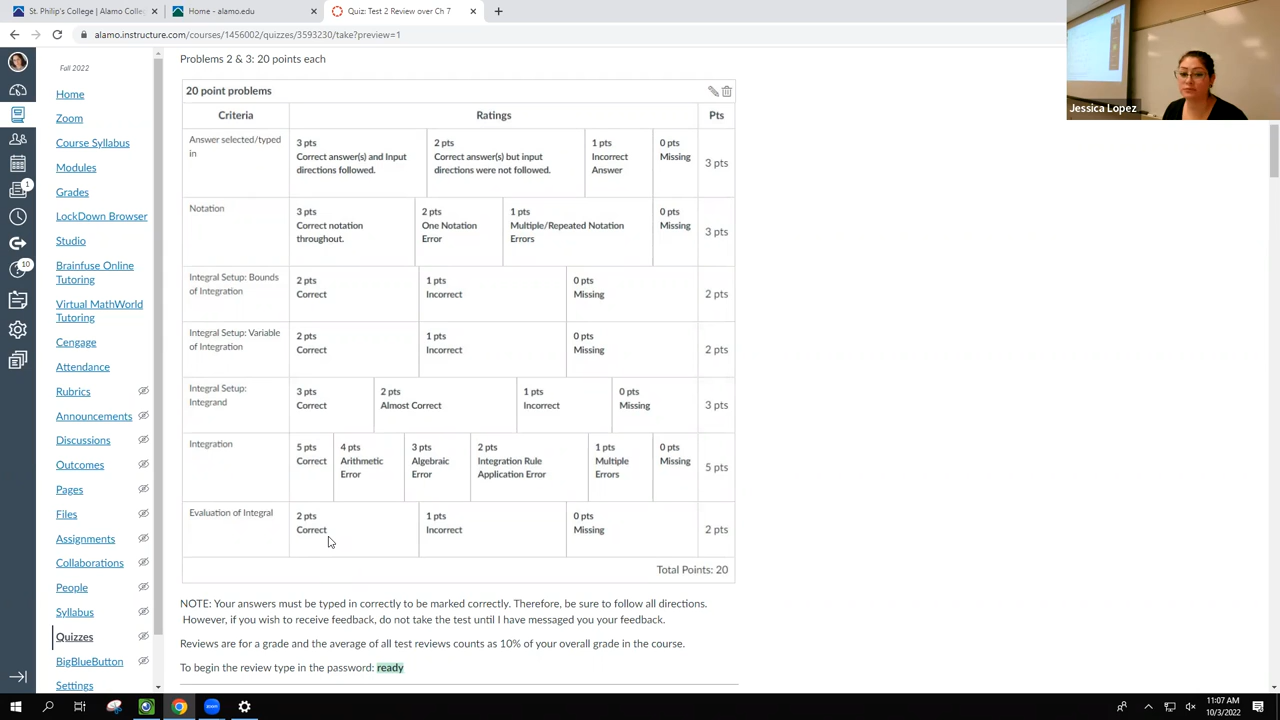 St. Philip's College | Alamo Colle
Home - alamo.edu
Quiz: Test 2 Review over Ch 7
alamo.instructure.com/courses/1456002/quizzes/3593230/take?preview=1
Jessica Lopez
Fall 2022
Home
Zoom
Course Syllabus
Modules
1
Grades
LockDown Browser
Studio
10
Brainfuse Online
Tutoring
Virtual MathWorld
Tutoring
Cengage
Attendance
Rubrics
Announcements
Discussions
Outcomes
Pages
Files
Assignments
Collaborations
People
Syllabus
Quizzes
BigBlueButton
Settings
Problems 2 & 3: 20 points each
20 point problems
Criteria Ratings Pts
Answer selected/typed
in
3 pts
Correct answer(s) and Input
directions followed.
2 pts
Correct answer(s) but input
directions were not followed.
1 pts
Incorrect
Answer
0 pts
Missing
3 pts
Notation
3 pts
Correct notation
throughout.
2 pts
One Notation
Error
1 pts
Multiple/Repeated Notation
Errors
0 pts
Missing
3 pts
Integral Setup: Bounds
of Integration
2 pts
Correct
1 pts
Incorrect
0 pts
Missing
2 pts
Integral Setup: Variable
of Integration
2 pts
Correct
1 pts
Incorrect
0 pts
Missing
2 pts
Integral Setup:
Integrand
3 pts
Correct
2 pts
Almost Correct
1 pts
Incorrect
0 pts
Missing
3 pts
Integration
5 pts
Correct
4 pts
Arithmetic
Error
3 pts
Algebraic
Error
2 pts
Integration Rule
Application Error
1 pts
Multiple
Errors
0 pts
Missing
5 pts
Evaluation of Integral
2 pts
Correct
1 pts
Incorrect
0 pts
Missing
2 pts
Total Points: 20
NOTE: Your answers must be typed in correctly to be marked correctly. Therefore, be sure to follow all directions.
However, if you wish to receive feedback, do not take the test until I have messaged you your feedback.
Reviews are for a grade and the average of all test reviews counts as 10% of your overall grade in the course.
To begin the review type in the password: ready
zoom
11:07 AM
10/3/2022